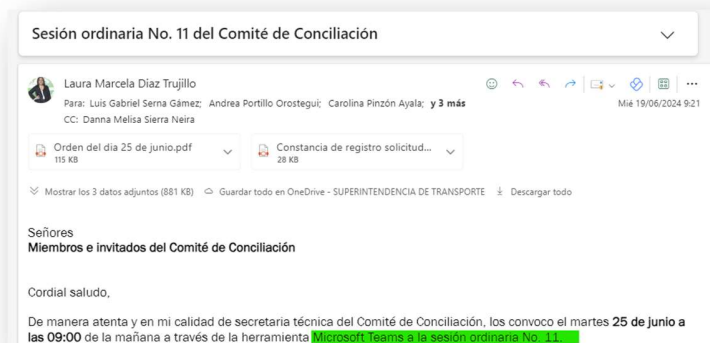 Sesión ordinaria No. 11 del Comité de Conciliación
Laura Marcela Diaz Trujillo
Para: Luis Gabriel Serna Gámez; Andrea Portillo Orostegui; Carolina Pinzón Ayala; y 3 más
Mié 19/06/2024 9:21
CC: Danna Melisa Sierra Neira
Orden del dia 25 de junio.pdf
115 KB
Constancia de registro solicitud...
28 KB
Mostrar los 3 datos adjuntos (881 KB) Guardar todo en OneDrive - SUPERINTENDENCIA DE TRANSPORTE Descargar todo
Señores
Miembros e invitados del Comité de Conciliación
Cordial saludo,
De manera atenta y en mi calidad de secretaria técnica del Comité de Conciliación, los convoco el martes 25 de junio a
las 09:00 de la mañana a través de la herramienta Microsoft Teams a la sesión ordinaria No. 11.